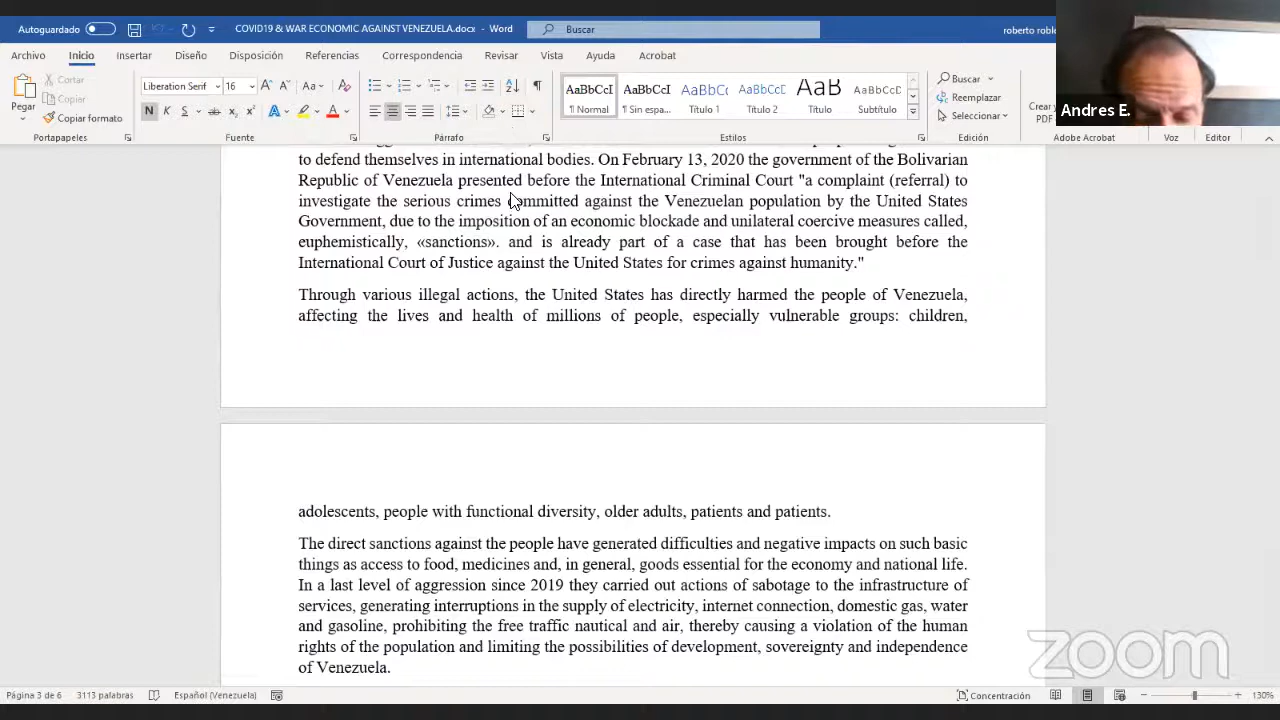 Autoguardado
COVID19 & WAR ECONOMIC AGAINST VENEZUELA.docx - Word
Buscar
roberto roble
Archivo Inicio Insertar Diseño Disposición Referencias Correspondencia Revisar Vista Ayuda Acrobat
Pegar
Cortar
Copiar
Copiar formato
Portapapeles
Liberation Serif 16
Fuente
Párrafo
AaBbCcI AaBbCcI AaBbC AaBbCcI AaB AaBbCcD
¶ Normal ¶ Sin espa... Título 1 Título 2 Título Subtítulo
Estilos
Buscar
Reemplazar
Seleccionar
Edición
Crear y
PDF
Adobe Acrobat
Voz
Editor
Andres E.
to defend themselves in international bodies. On February 13, 2020 the government of the Bolivarian
Republic of Venezuela presented before the International Criminal Court "a complaint (referral) to
investigate the serious crimes committed against the Venezuelan population by the United States
Government, due to the imposition of an economic blockade and unilateral coercive measures called,
euphemistically, «sanctions». and is already part of a case that has been brought before the
International Court of Justice against the United States for crimes against humanity."
Through various illegal actions, the United States has directly harmed the people of Venezuela,
affecting the lives and health of millions of people, especially vulnerable groups: children,
adolescents, people with functional diversity, older adults, patients and patients.
The direct sanctions against the people have generated difficulties and negative impacts on such basic
things as access to food, medicines and, in general, goods essential for the economy and national life.
In a last level of aggression since 2019 they carried out actions of sabotage to the infrastructure of
services, generating interruptions in the supply of electricity, internet connection, domestic gas, water
and gasoline, prohibiting the free traffic nautical and air, thereby causing a violation of the human
rights of the population and limiting the possibilities of development, sovereignty and independence
of Venezuela.
zoom
Página 3 de 6 3113 palabras Español (Venezuela) Concentración 130%